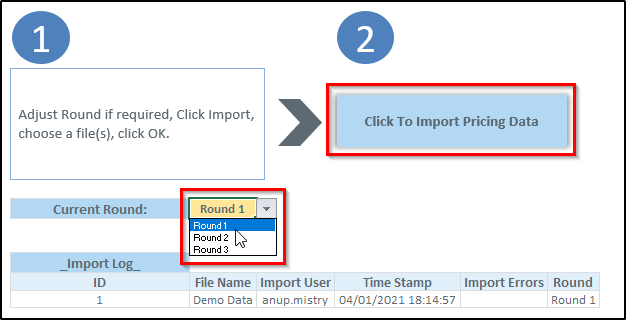 1
2
Adjust Round if required, Click Import,
choose a file(s), click OK.
Click To Import Pricing Data
Current Round:
Round 1
Round 1
Round 2
Round 3
_Import Log_
ID File Name Import User Time Stamp Import Errors Round
1 Demo Data anup.mistry 04/01/2021 18:14:57 Round 1